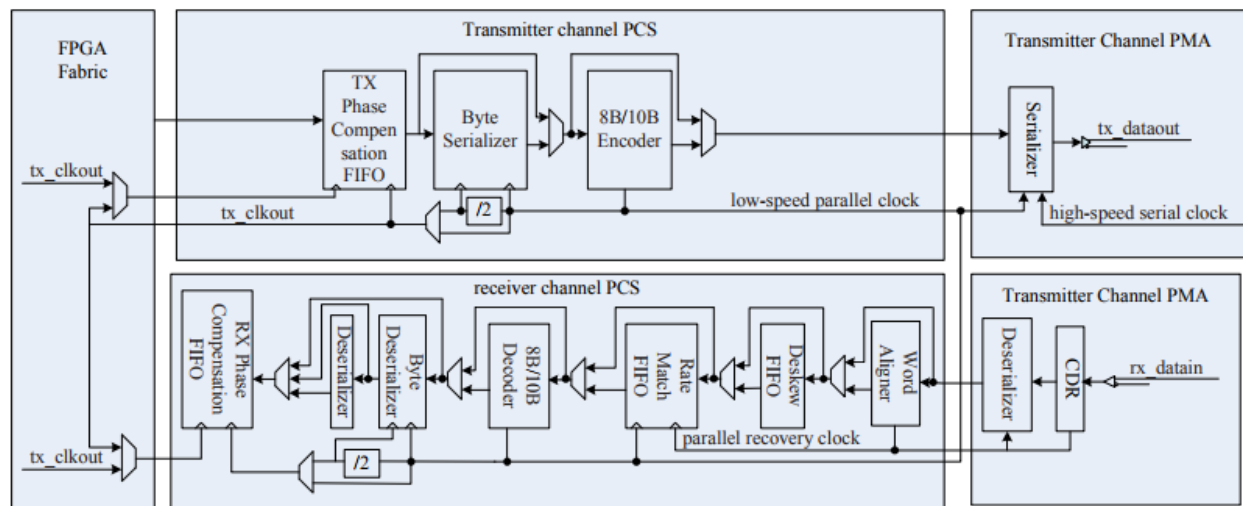 FPGA
Fabric
tx_clkout
tx_clkout
Transmitter channel PCS
TX
Phase
Compen
sation
FIFO
Byte
Serializer
8B/10B
Encoder
/2
tx_clkout
low-speed parallel clock
Transmitter Channel PMA
Serializer
tx_dataout
high-speed serial clock
receiver channel PCS
RX Phase
Compensation
FIFO
Deserializer
Byte
Deserializer
8B/10B
Decoder
Rate
Match
FIFO
Deskew
FIFO
Word
Aligner
/2
parallel recovery clock
Transmitter Channel PMA
Deserializer
CDR
rx_datain